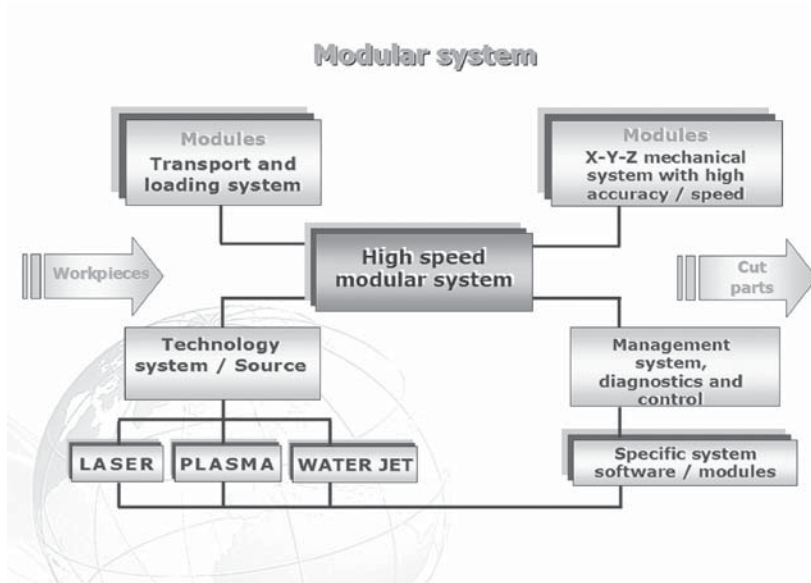 Modular system
Modules
Transport and
loading system
Modules
X-Y-Z mechanical
system with high
accuracy / speed
Workpieces
High speed
modular system
Cut
parts
Technology
system / Source
Management
system,
diagnostics and
control
LASER
PLASMA
WATER JET
Specific system
software / modules